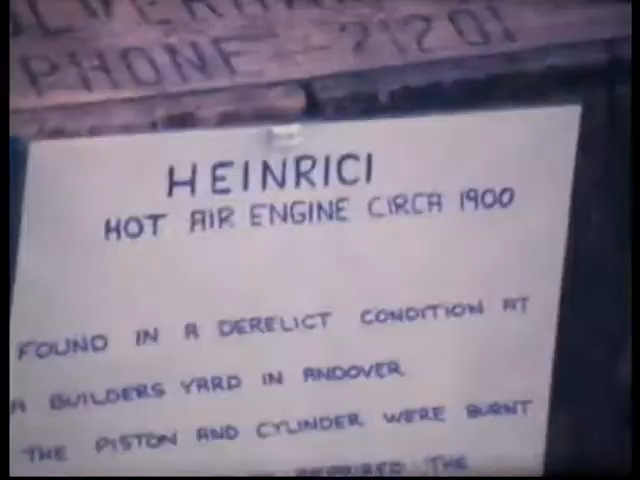 PHONE - 21201
HEINRICI
HOT AIR ENGINE CIRCA 1900
FOUND IN A DERELICT CONDITION AT
A BUILDERS YARD IN ANDOVER
THE PISTON AND CYLINDER WERE BURNT
REQUIRED THE